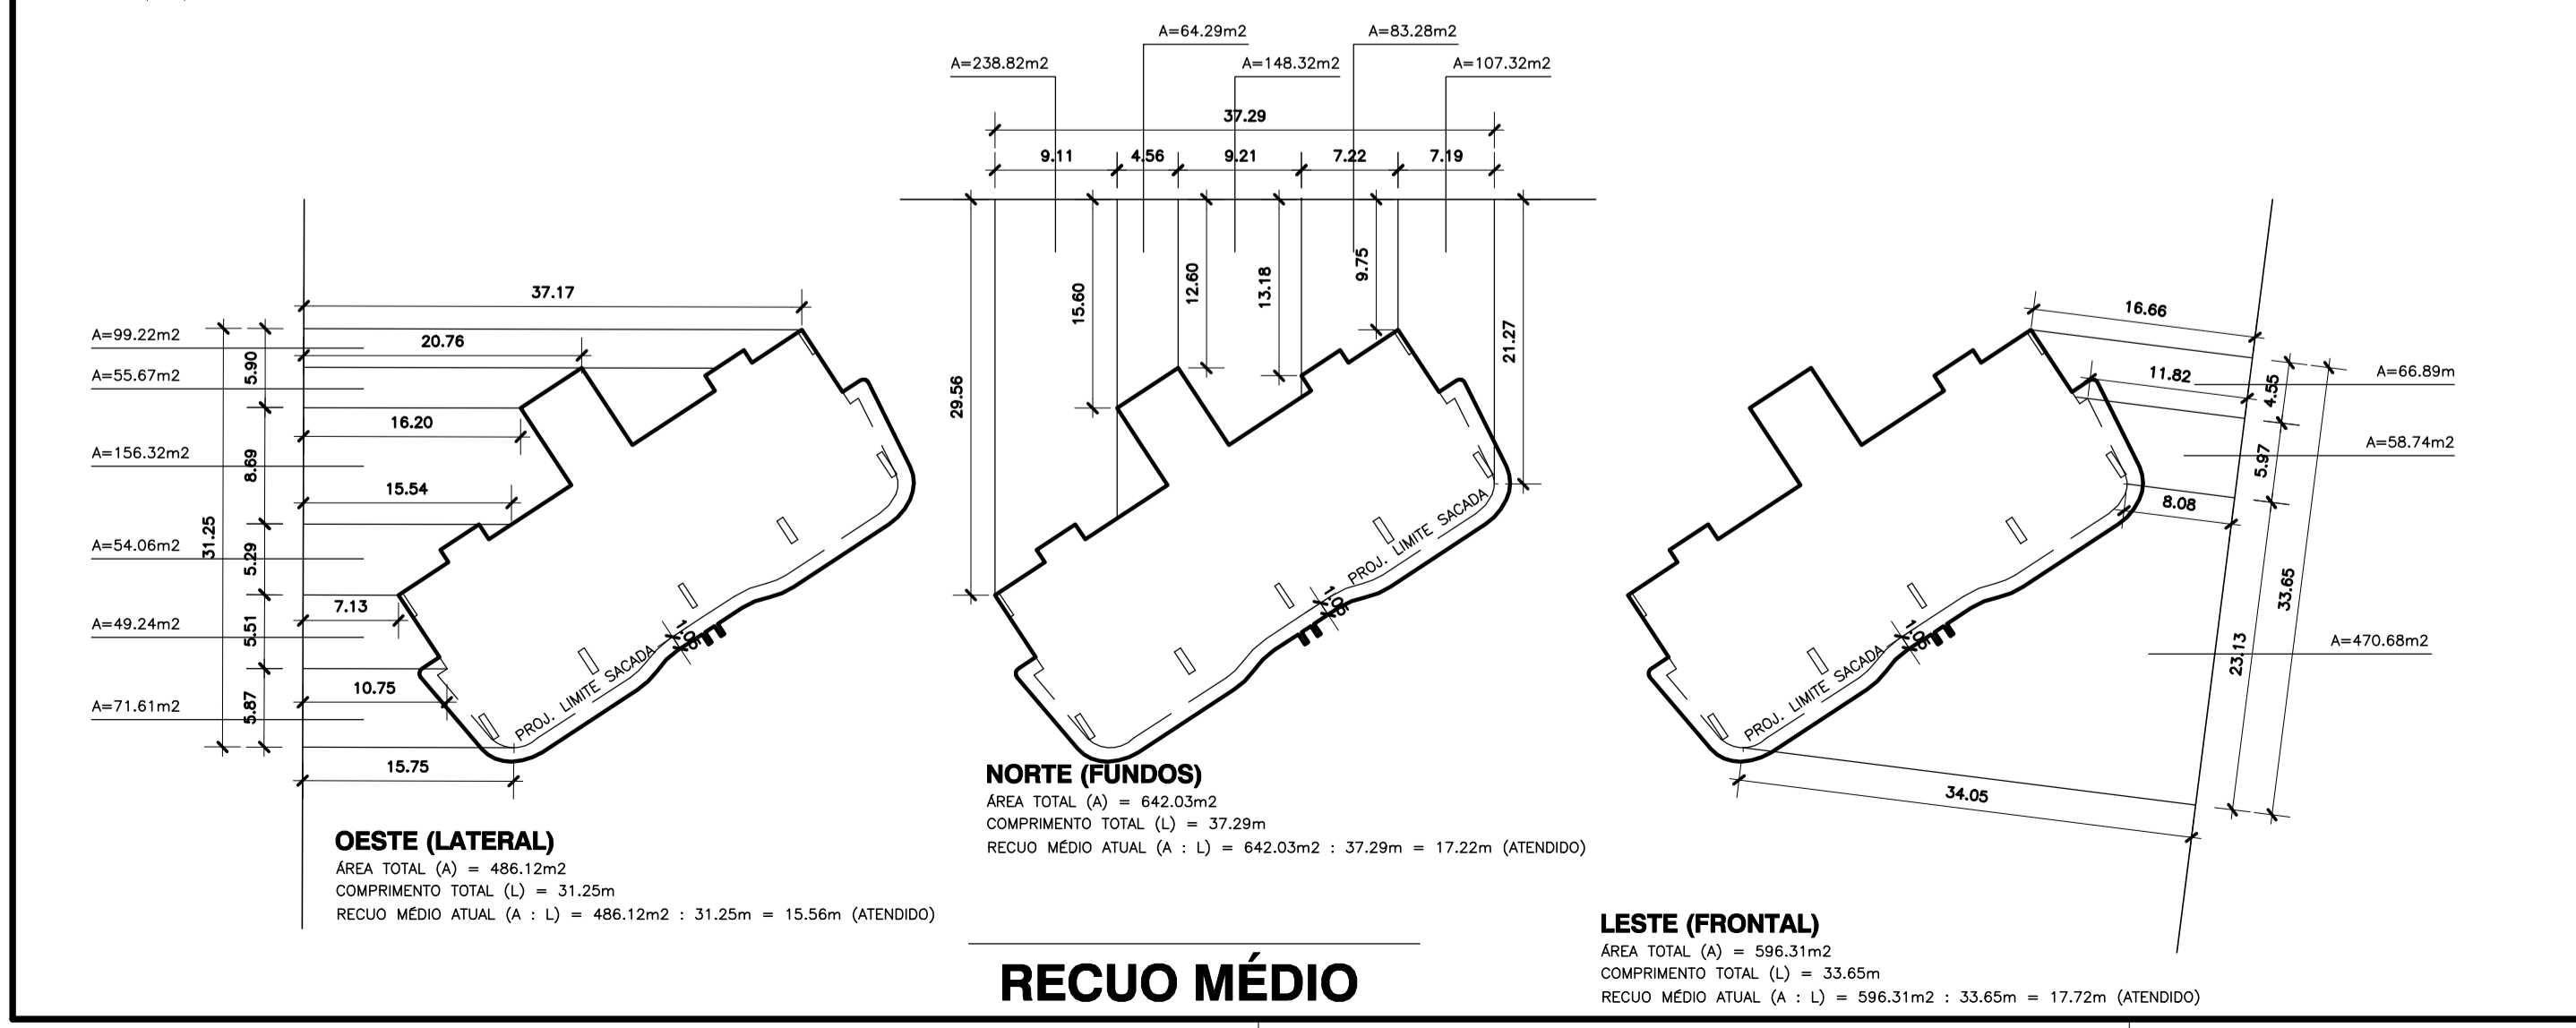 A=99.22m2
A=55.67m2
A=156.32m2
A=54.06m2
A=49.24m2
A=71.61m2
31.25
5.90
8.69
5.29
5.51
5.87
37.17
20.76
16.20
15.54
7.13
10.75
15.75
PROJ. LIMITE SACADA
OESTE (LATERAL)
ÁREA TOTAL (A) = 486.12m2
COMPRIMENTO TOTAL (L) = 31.25m
RECUO MÉDIO ATUAL (A : L) = 486.12m2 : 31.25m = 15.56m (ATENDIDO)
A=64.29m2
A=83.28m2
A=238.82m2
A=148.32m2
A=107.32m2
37.29
9.11
4.56
9.21
7.22
7.19
29.56
15.60
12.60
13.18
9.75
21.27
PROJ. LIMITE SACADA
NORTE (FUNDOS)
ÁREA TOTAL (A) = 642.03m2
COMPRIMENTO TOTAL (L) = 37.29m
RECUO MÉDIO ATUAL (A : L) = 642.03m2 : 37.29m = 17.22m (ATENDIDO)
16.66
11.82
8.08
34.05
4.55
5.97
23.13
33.65
A=66.89m
A=58.74m2
A=470.68m2
PROJ. LIMITE SACADA
LESTE (FRONTAL)
ÁREA TOTAL (A) = 596.31m2
COMPRIMENTO TOTAL (L) = 33.65m
RECUO MÉDIO ATUAL (A : L) = 596.31m2 : 33.65m = 17.72m (ATENDIDO)
RECUO MÉDIO